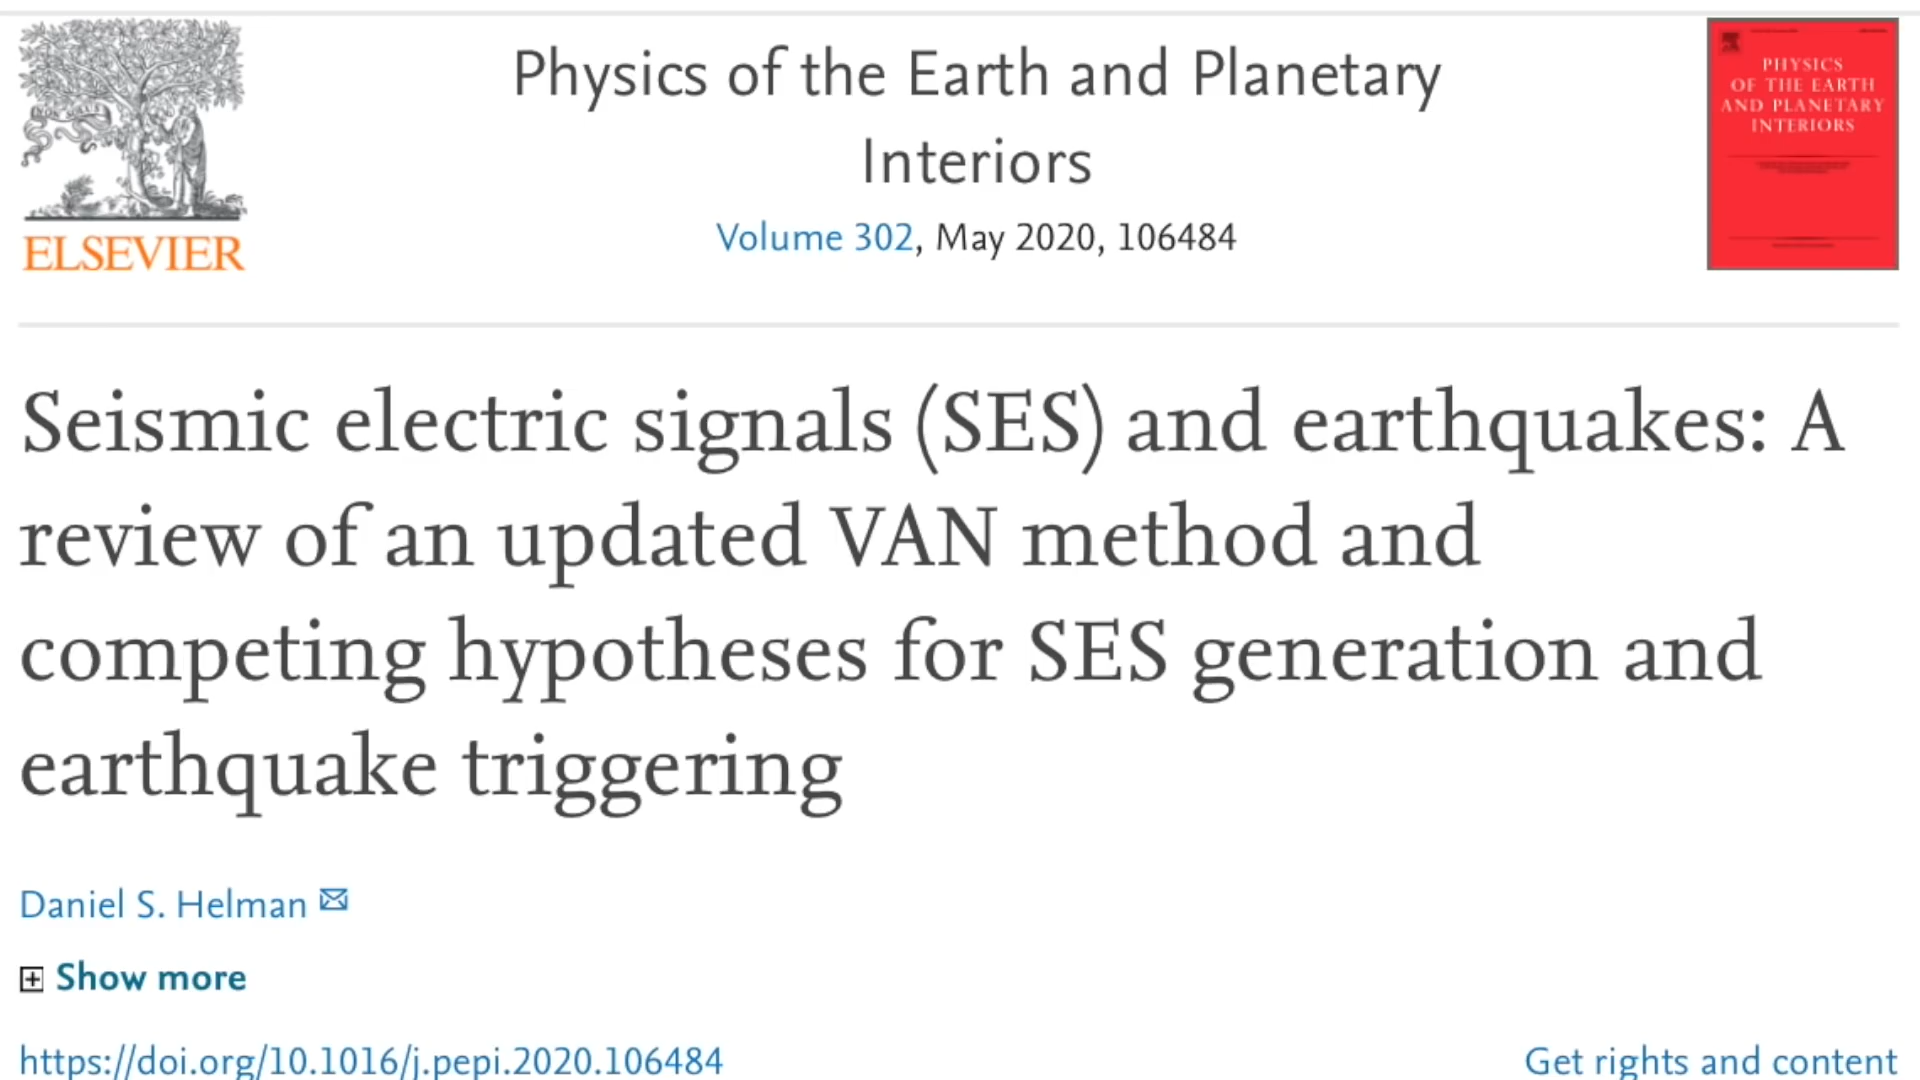 Physics of the Earth and Planetary
Interiors
Volume 302, May 2020, 106484
ELSEVIER
PHYSICS
OF THE EARTH
AND PLANETARY
INTERIORS
Seismic electric signals (SES) and earthquakes: A
review of an updated VAN method and
competing hypotheses for SES generation and
earthquake triggering
Daniel S. Helman
Show more
https://doi.org/10.1016/j.pepi.2020.106484
Get rights and content